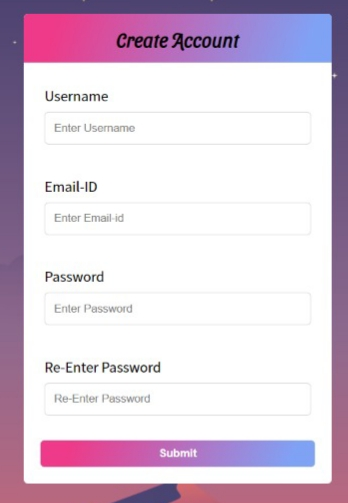 Create Account
Username
Enter Username
Email-ID
Enter Email-id
Password
Enter Password
Re-Enter Password
Re-Enter Password
Submit